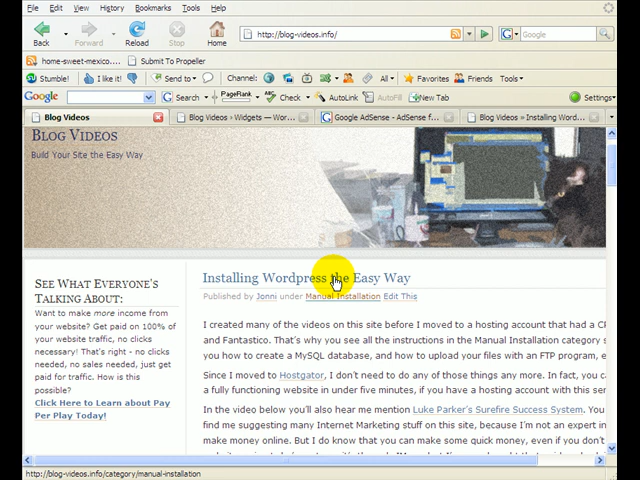 File Edit View History Bookmarks Tools Help
Back Forward Reload Stop Home http://blog-videos.info/ Google
home-sweet-mexico.... Submit To Propeller
Stumble! I like it! Send to Channel: All Favorites Friends Tools
Google Search PageRank Check AutoLink AutoFill New Tab Settings
Blog Videos Blog Videos › Widgets — Wor... Google AdSense - AdSense f... Blog Videos » Installing Wor...
Blog Videos
Build Your Site the Easy Way
Installing Wordpress the Easy Way
Published by Jonni under Manual Installation Edit This
See What Everyone's
Talking About:
Want to make more income from
your website? Get paid on 100% of
your website traffic, no clicks
necessary! That's right - no clicks
needed, no sales needed, just
get paid for traffic. How is this
possible?
Click Here to Learn about Pay
Per Play Today!
I created many of the videos on this site before I moved to a hosting account that had a
and Fantastico. That's why you see all the instructions in the Manual Installation category
you how to create a MySQL database, and how to upload your files with an FTP program,
Since I moved to Hostgator, I don't need to do any of those things any more. In fact, you
a fully functioning website in under five minutes, if you have a hosting account with this
In the video below you'll also hear me mention Luke Parker's Surefire Success System. You
find me suggesting many Internet Marketing stuff on this site, because I'm not an expert
make money online. But I do know that you can make some quick money, even if you don't
http://blog-videos.info/category/manual-installation